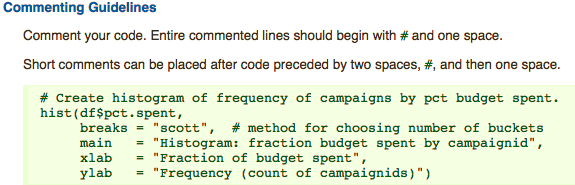 Commenting Guidelines
Comment your code. Entire commented lines should begin with # and one space.
Short comments can be placed after code preceded by two spaces, #, and then one space.
# Create histogram of frequency of campaigns by pct budget spent.
hist(df$pct.spent,
     breaks = "scott",  # method for choosing number of buckets
     main   = "Histogram: fraction budget spent by campaignid",
     xlab   = "Fraction of budget spent",
     ylab   = "Frequency (count of campaignids)")